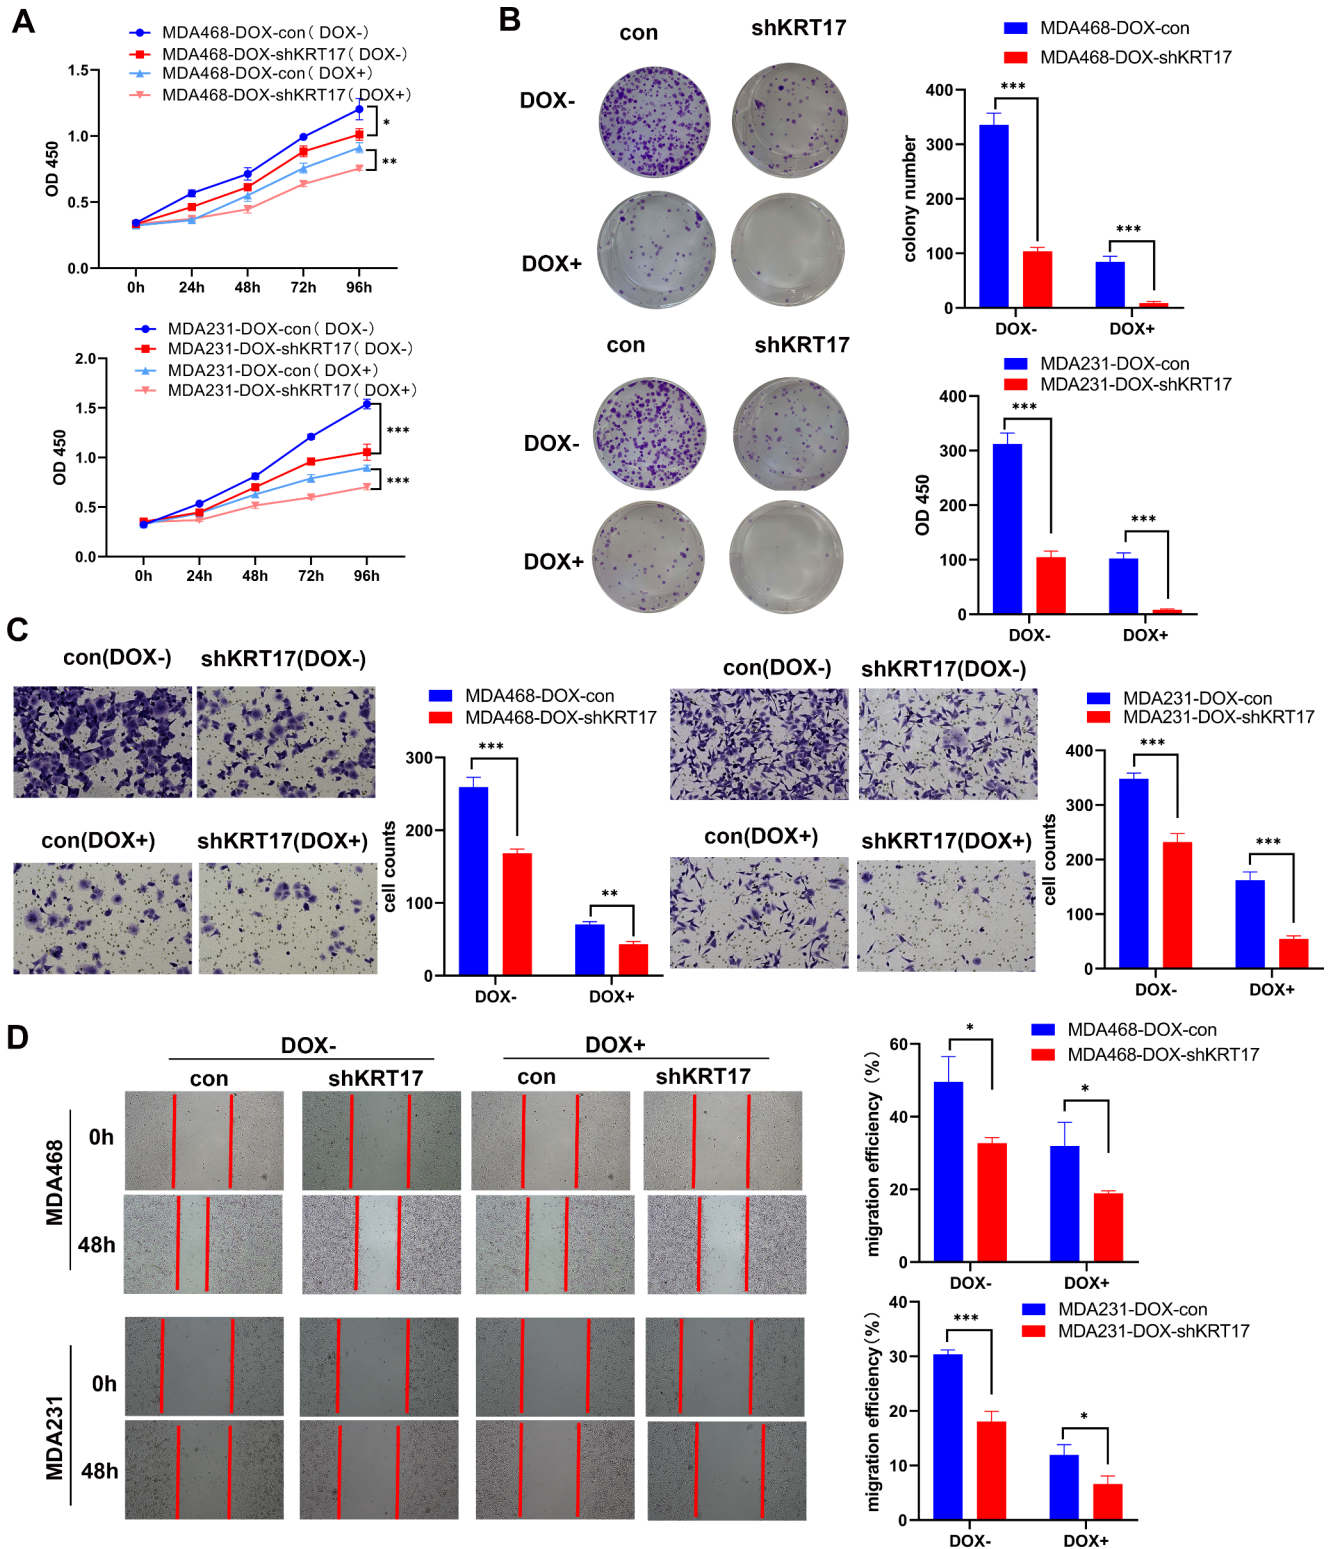 A
MDA468-DOX-con( DOX-)
MDA468-DOX-shKRT17( DOX-)
MDA468-DOX-con( DOX+)
MDA468-DOX-shKRT17( DOX+)
1.5
1.0
0.5
0.0
OD 450
*
**
0h 24h 48h 72h 96h
MDA231-DOX-con( DOX-)
MDA231-DOX-shKRT17( DOX-)
MDA231-DOX-con( DOX+)
MDA231-DOX-shKRT17( DOX+)
2.0
1.5
1.0
0.5
0.0
OD 450
***
***
0h 24h 48h 72h 96h
B
con shKRT17
DOX-
DOX+
con shKRT17
DOX-
DOX+
MDA468-DOX-con
MDA468-DOX-shKRT17
400
300
200
100
0
colony number
***
***
DOX- DOX+
MDA231-DOX-con
MDA231-DOX-shKRT17
400
300
200
100
0
OD 450
***
***
DOX- DOX+
C
con(DOX-) shKRT17(DOX-)
con(DOX+) shKRT17(DOX+)
MDA468-DOX-con
MDA468-DOX-shKRT17
300
200
100
0
cell counts
***
**
DOX- DOX+
con(DOX-) shKRT17(DOX-)
con(DOX+) shKRT17(DOX+)
MDA231-DOX-con
MDA231-DOX-shKRT17
400
300
200
100
0
cell counts
***
***
DOX- DOX+
D
DOX- DOX+
con shKRT17 con shKRT17
MDA468
0h
48h
MDA231
0h
48h
MDA468-DOX-con
MDA468-DOX-shKRT17
60
40
20
0
migration efficiency (%)
*
*
DOX- DOX+
MDA231-DOX-con
MDA231-DOX-shKRT17
40
30
20
10
0
migration efficiency(%)
***
*
DOX- DOX+